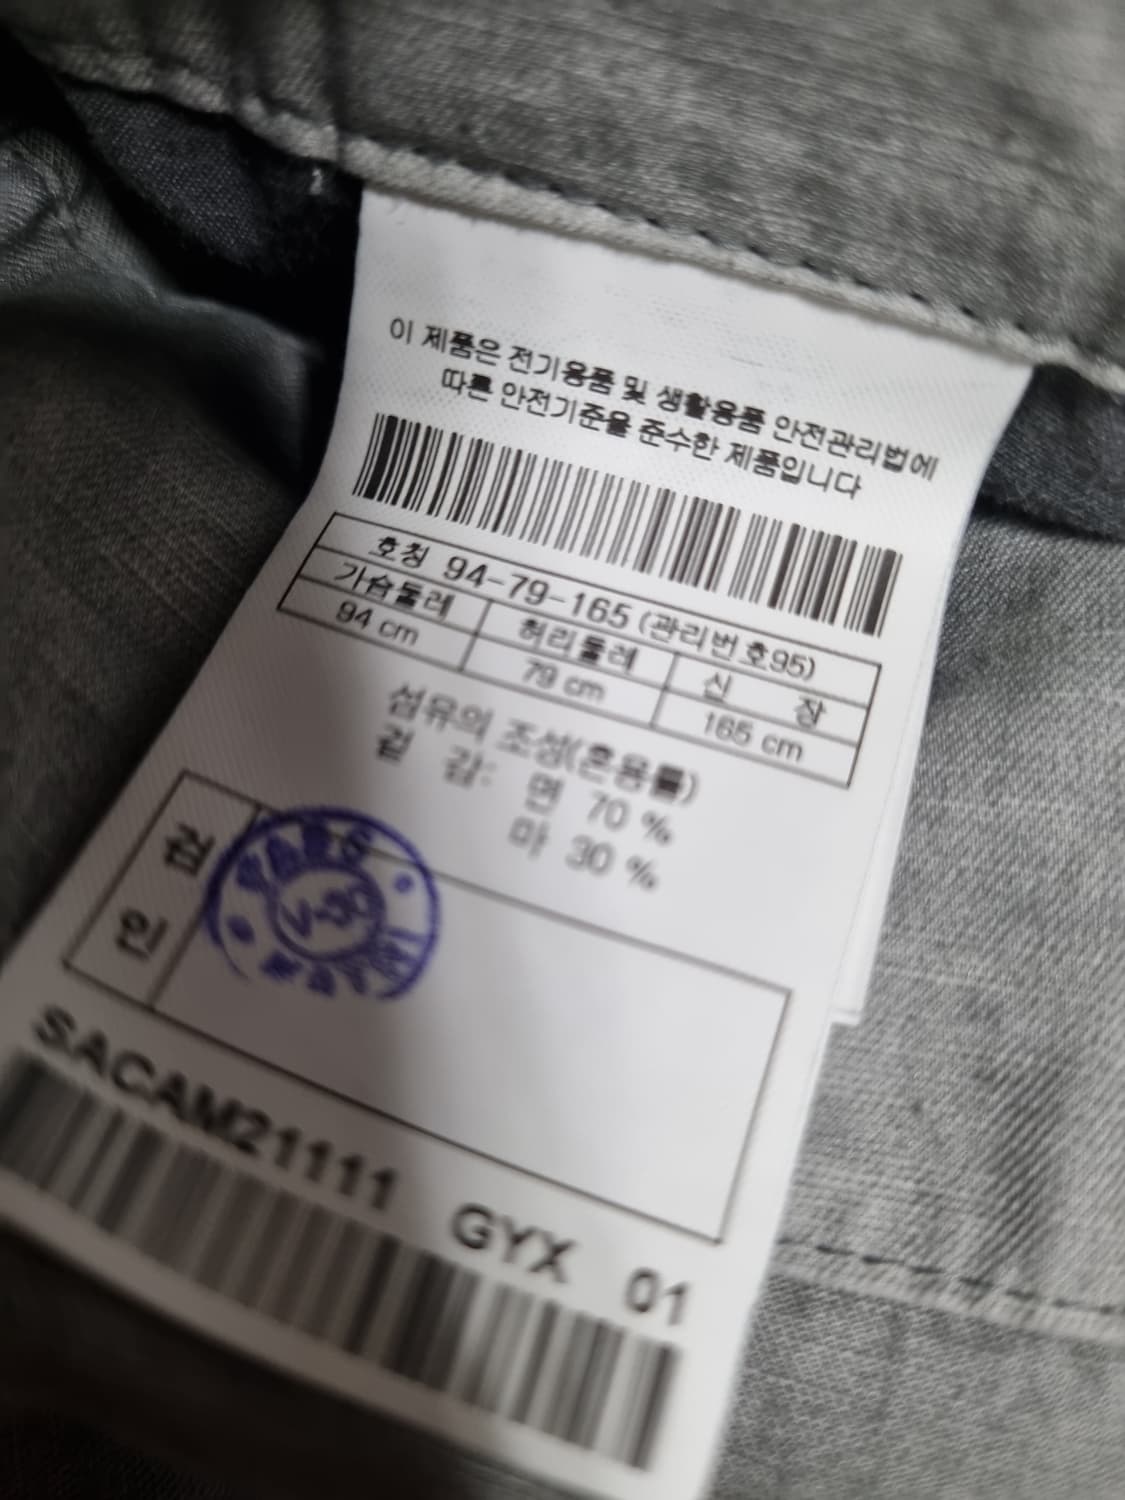 이 제품은 전기용품 및 생활용품 안전관리법에
따른 안전기준을 준수한 제품입니다
호칭 94-79-165 (관리번호95)
가슴둘레 허리둘레 신 장
94 cm 79 cm 165 cm
섬유의 조성(혼용률)
겉 감: 면 70 %
마 30 %
검
인
SACAM21111 GYX 01